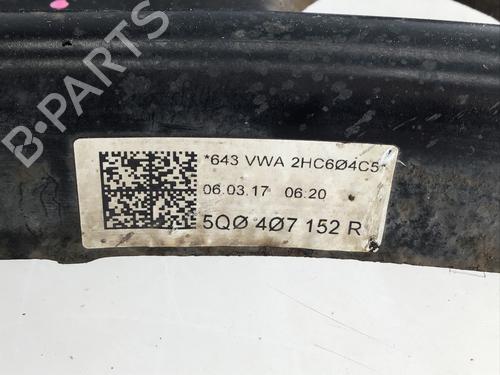 B-PARTS
*643 VWA 2HC6Ø4C5*
06.03.17 06.20
5QØ 4Ø7 152 R